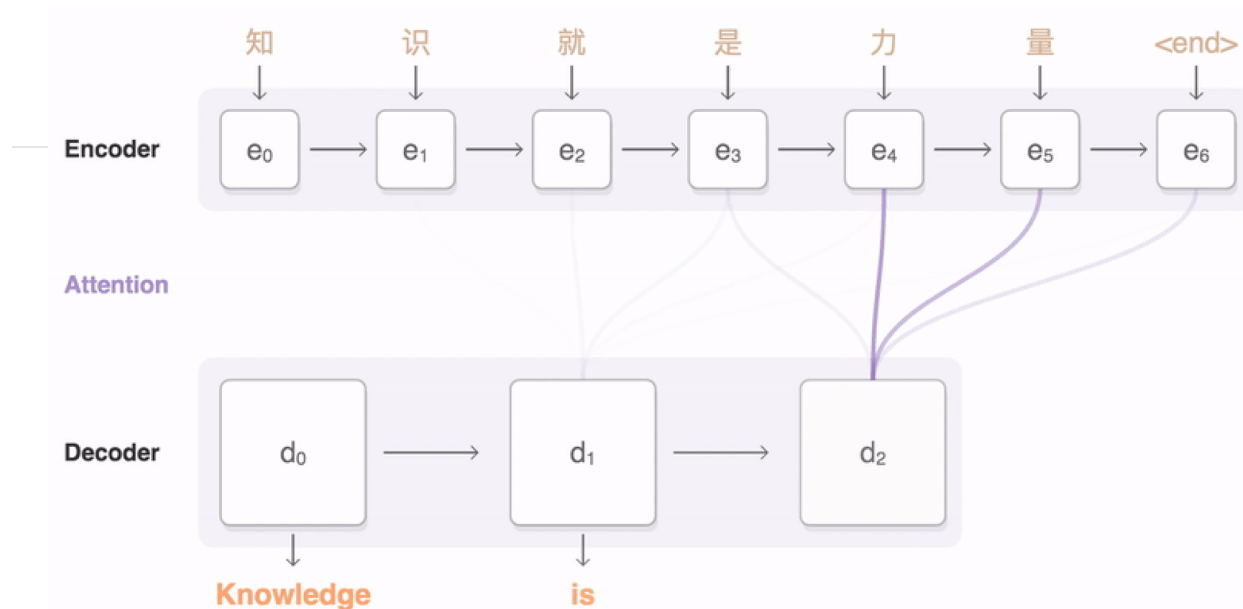 知 识 就 是 力 量 <end>
Encoder e₀ e₁ e₂ e₃ e₄ e₅ e₆
Attention
Decoder d₀ d₁ d₂
Knowledge is